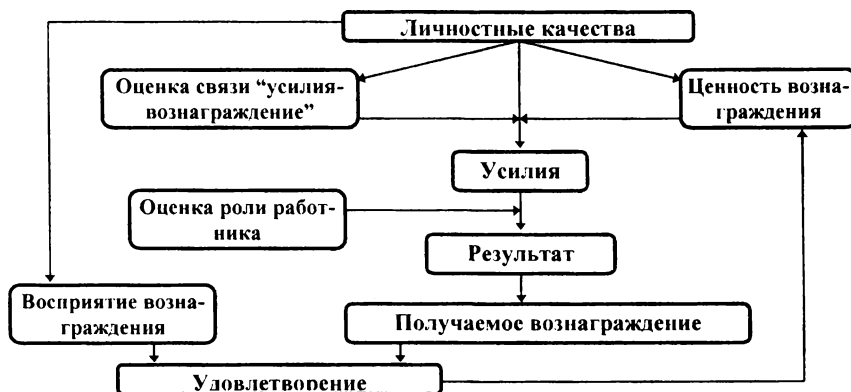 Личностные качества
Оценка связи “усилия-
вознаграждение”
Ценность возна-
граждения
Усилия
Оценка роли работ-
ника
Результат
Восприятие возна-
граждения
Получаемое вознаграждение
Удовлетворение